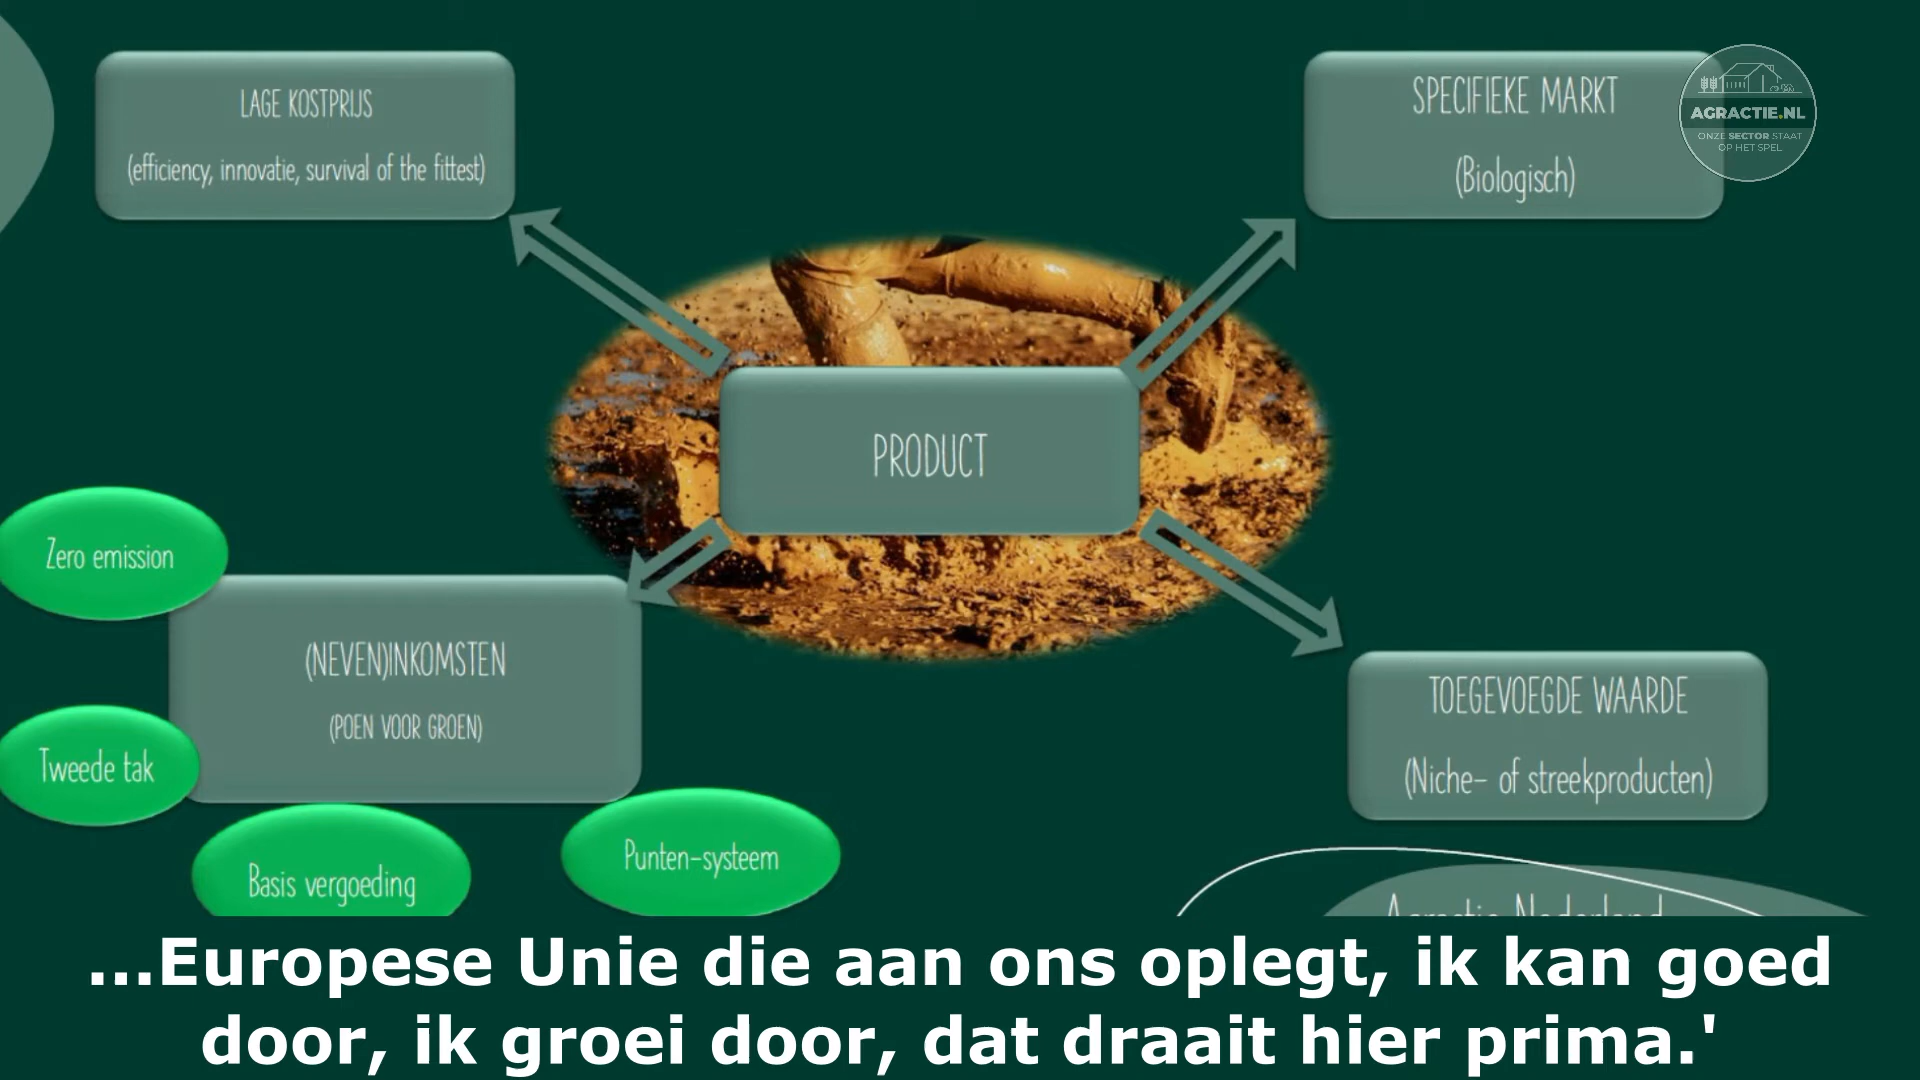 LAGE KOSTPRIJS
(efficiency, innovatie, survival of the fittest)
SPECIFIEKE MARKT
(Biologisch)
AGRACTIE.NL
ONZE SECTOR STAAT
OP HET SPEL
PRODUCT
Zero emission
(NEVEN)INKOMSTEN
(POEN VOOR GROEN)
Tweede tak
Basis vergoeding
Punten-systeem
TOEGEVOEGDE WAARDE
(Niche- of streekproducten)
Agractie Nederland
...Europese Unie die aan ons oplegt, ik kan goed
door, ik groei door, dat draait hier prima.'